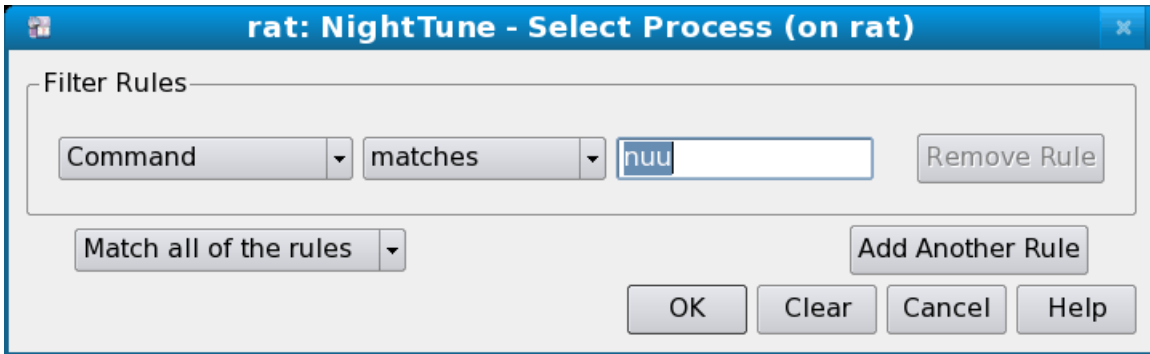 rat: NightTune - Select Process (on rat)
Filter Rules
Command matches nuu Remove Rule
Match all of the rules Add Another Rule
OK Clear Cancel Help